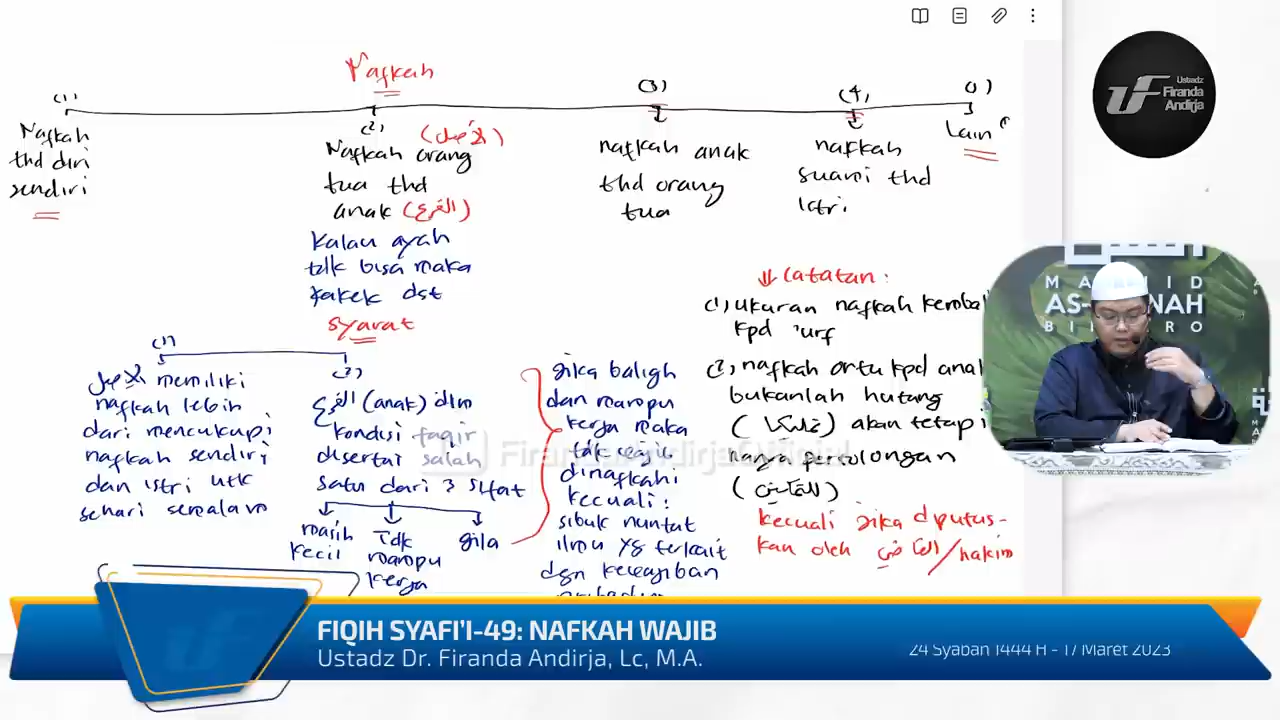 Nafkah
(1)
Nafkah
thd diri
sendiri
(2)
(الأصل)
Nafkah orang
tua thd
anak (الفرع)
Kalau ayah
tdk bisa maka
kakek dst
syarat
(3)
nafkah anak
thd orang
tua
(4)
nafkah
suami thd
istri
Lain
(1)
الأصل memiliki
nafkah lebih
dari mencukupi
nafkah sendiri
dan istri utk
sehari semalam
(2)
الفرع (anak) dlm
kondisi faqir
disertai salah
satu dari 3 sifat
masih
kecil
Tdk
mampu
kerja
gila
jika baligh
dan mampu
kerja maka
tdk wajib
dinafkahi
kecuali:
sibuk nuntut
ilmu yg terkait
dgn kewajiban
Catatan:
(1) ukuran nafkah kembali
kpd 'urf
(2) nafkah ortu kpd anak
bukanlah hutang
akan tetapi
hanya pertolongan
kecuali jika diputus-
kan oleh القاضي/hakim
Firanda Andirja Official
Ustadz
Firanda
Andirja
MASJID
BINTARO
FIQIH SYAFI'I-49: NAFKAH WAJIB
Ustadz Dr. Firanda Andirja, Lc, M.A.
24 Syaban 1444 H - 17 Maret 2023